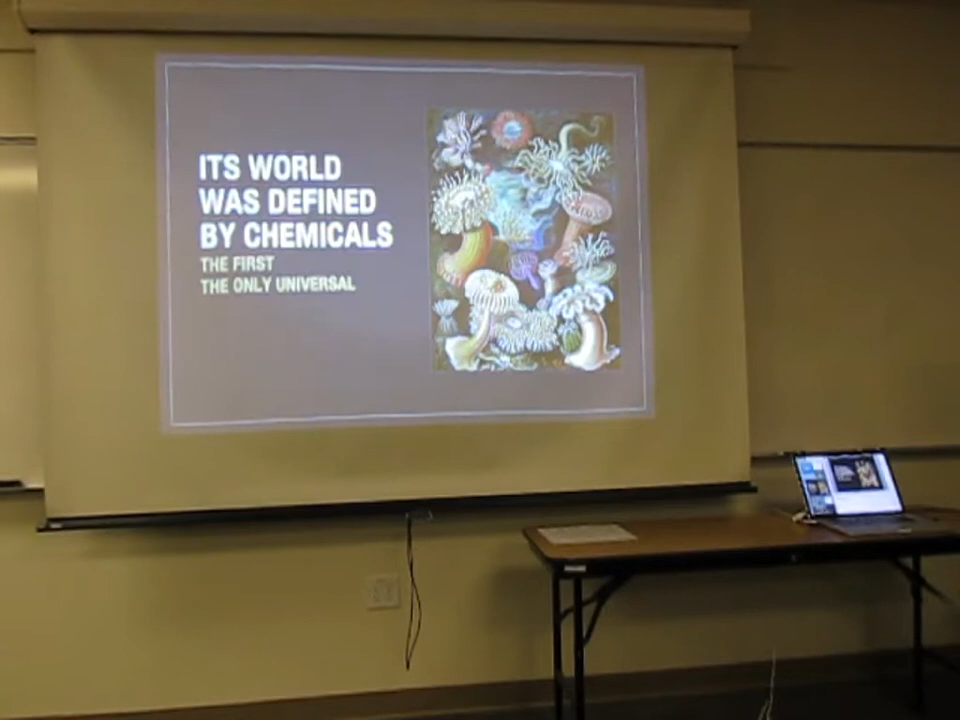 ITS WORLD
WAS DEFINED
BY CHEMICALS
THE FIRST
THE ONLY UNIVERSAL